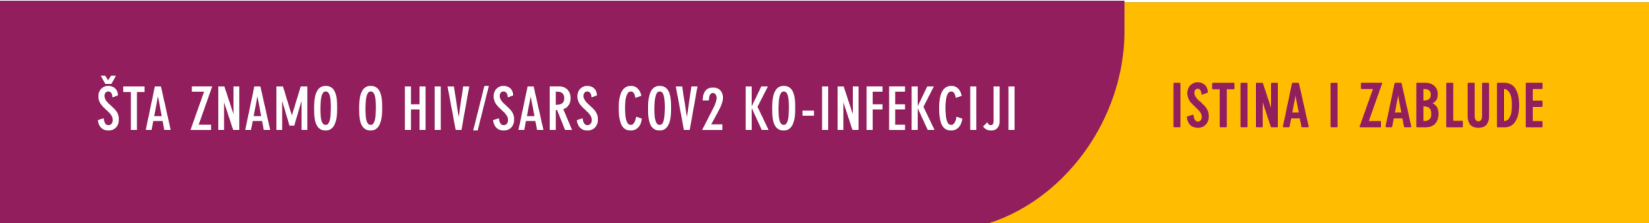 ŠTA ZNAMO O HIV/SARS COV2 KO-INFEKCIJI
ISTINA I ZABLUDE